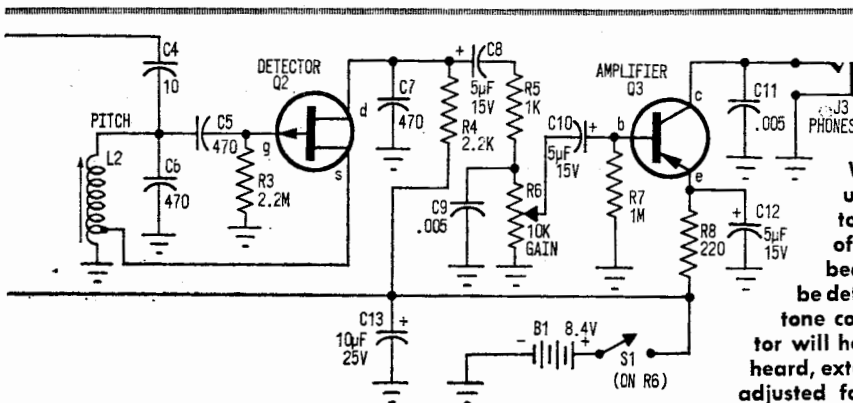 C4
10
DETECTOR
Q2
C7
470
d
+
C8
5µF
15V
R5
1K
AMPLIFIER
Q3
c
C11
.005
J3
PHONES
PITCH
C5
470
g
L2
R3
2.2M
s
C6
470
R4
2.2K
C10
+
5µF
15V
b
e
C9
.005
R6
10K
GAIN
R7
1M
R8
220
+
C12
5µF
15V
C13
+
10µF
25V
B1
8.4V
-
+
S1
(ON R6)
of
be det
tone co
tor will he
heard, ext
adjusted fo